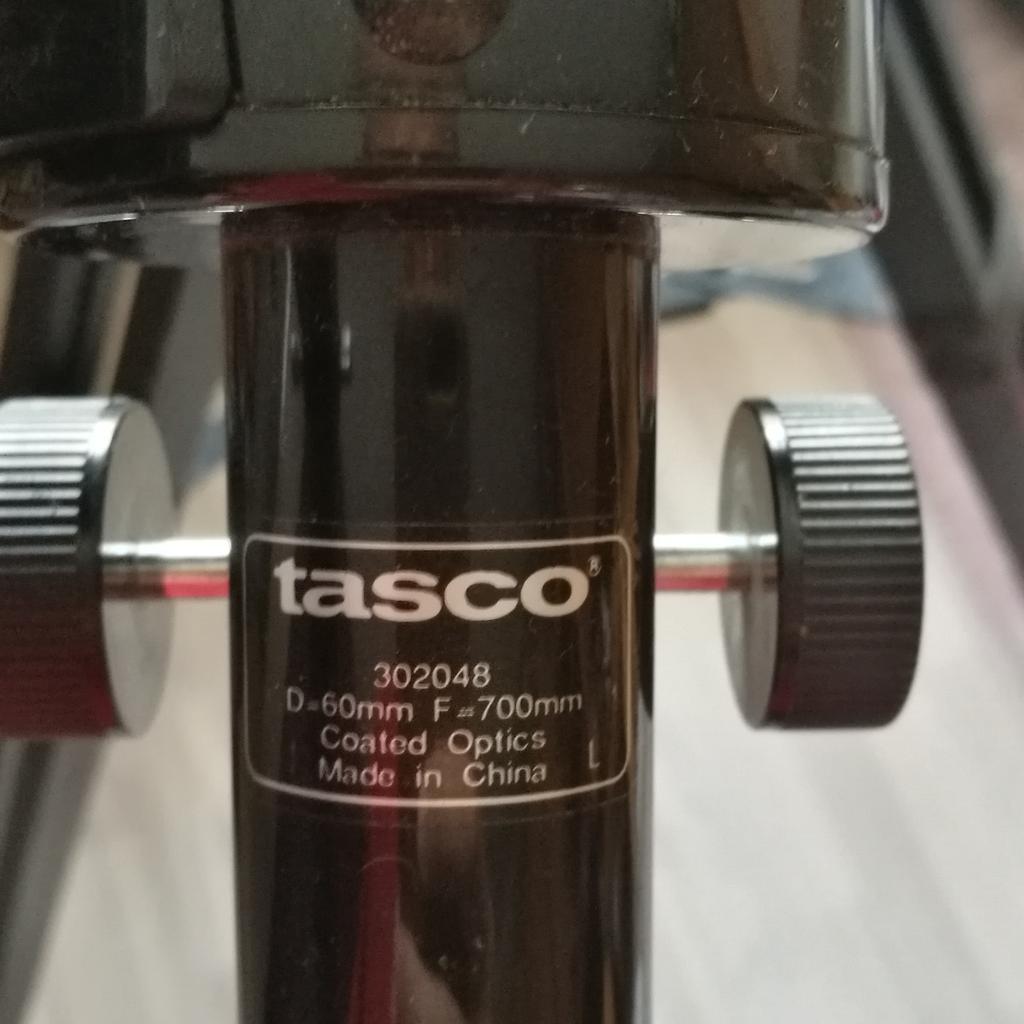 tasco®
302048
D=60mm F=700mm
Coated Optics
L
Made in China